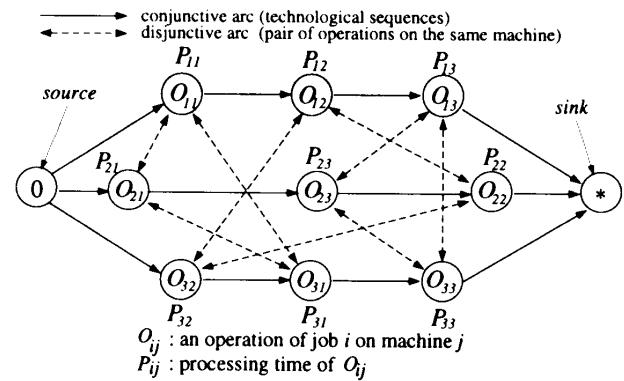 conjunctive arc (technological sequences)
disjunctive arc (pair of operations on the same machine)
P11 P12 P13
source O11 O12 O13 sink
P21 P23 P22
0 O21 O23 O22 *
O32 O31 O33
P32 P31 P33
Oij : an operation of job i on machine j
Pij : processing time of Oij